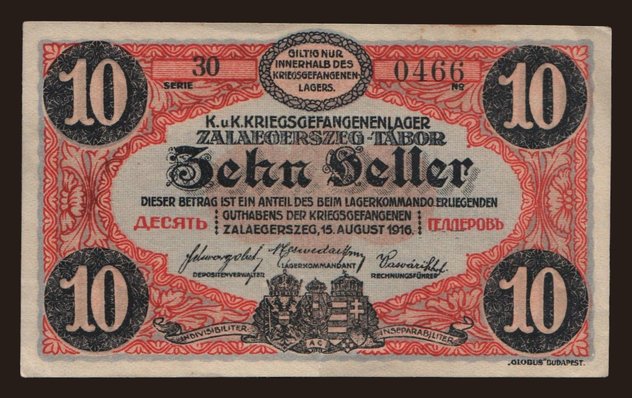 10
30
SERIE
GILTIG NUR
INNERHALB DES
KRIEGSGEFANGENEN-
LAGERS.
0466
No
10
K.u.K.KRIEGSGEFANGENENLAGER
ZALAEGERSZEG-TÁBOR
Zehn Heller
DIESER BETRAG IST EIN ANTEIL DES BEIM LAGERKOMMANDO ERLIEGENDEN
ДЕСЯТЬ
GUTHABENS DER KRIEGSGEFANGENEN
ГЕЛЛЕРОВЪ
ZALAEGERSZEG, 15. AUGUST 1916.
DEPOSITENVERWALTER
LAGERKOMMANDANT
RECHNUNGSFÜHRER
10
INDIVISIBILITER
AC
INSEPARABILITER
10
„GLOBUS" BUDAPEST.